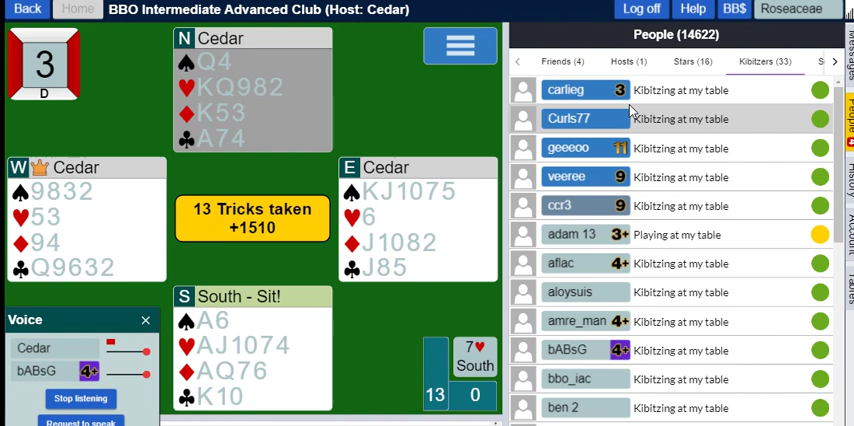 Back Home BBO Intermediate Advanced Club (Host: Cedar) Log off Help BB$ Roseaceae
People (14622)
Friends (4) Hosts (1) Stars (16) Kibitzers (33) S
3
D
N Cedar
♠Q4
♥KQ982
♦K53
♣A74
W Cedar
♠9832
♥53
♦94
♣Q9632
13 Tricks taken
+1510
E Cedar
♠KJ1075
♥6
♦J1082
♣J85
S South - Sit!
♠A6
♥AJ1074
♦AQ76
♣K10
7♥
South
13 0
Voice
Cedar
bABsG 4+
Stop listening
Request to speak
carlieg 3 Kibitzing at my table
Curls77 Kibitzing at my table
geeeoo 11 Kibitzing at my table
veeree 9 Kibitzing at my table
ccr3 9 Kibitzing at my table
adam 13 3+ Playing at my table
aflac 4+ Kibitzing at my table
aloysuis Kibitzing at my table
amre_man 4+ Kibitzing at my table
bABsG 4+ Kibitzing at my table
bbo_iac Kibitzing at my table
ben 2 Kibitzing at my table
Messages
People
History
Account
Tables